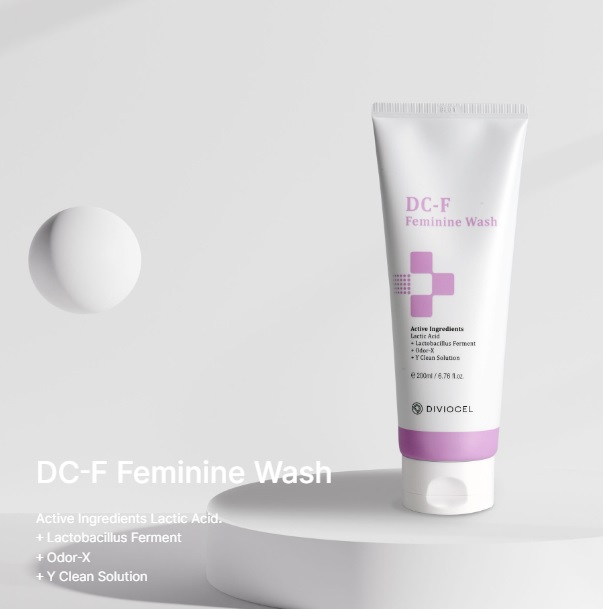 DC-F
Feminine Wash
Active Ingredients
Lactic Acid
+ Lactobacillus Ferment
+ Odor-X
+ Y Clean Solution
℮ 200ml / 6.76 fl.oz.
DIVIOGEL
DC-F Feminine Wash
Active Ingredients Lactic Acid.
+ Lactobacillus Ferment
+ Odor-X
+ Y Clean Solution